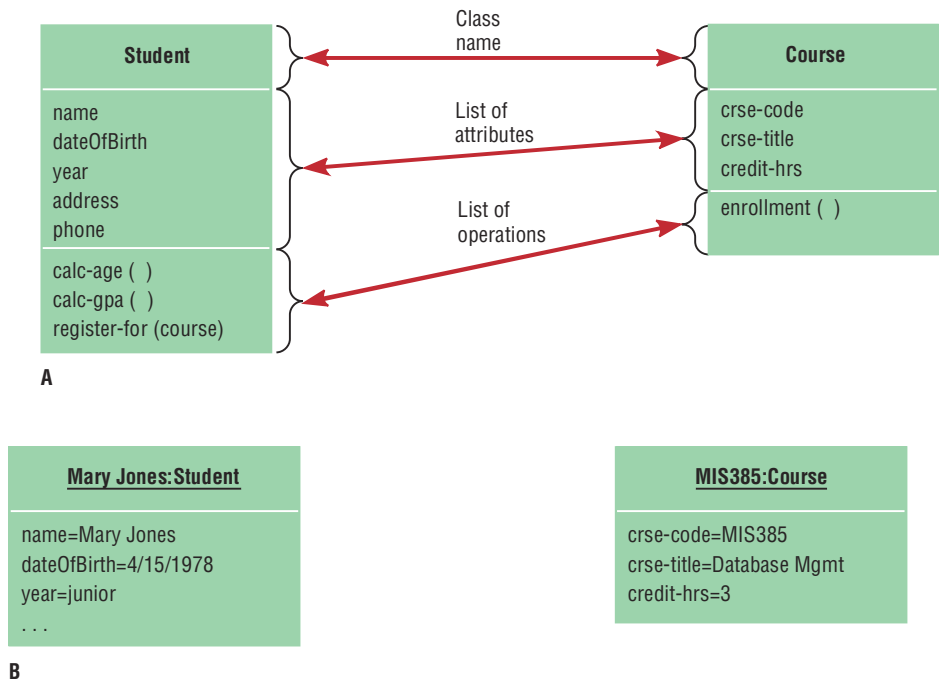 Class
name
Student
Course
name
dateOfBirth
year
address
phone
List of
attributes
crse-code
crse-title
credit-hrs
calc-age ( )
calc-gpa ( )
register-for (course)
List of
operations
enrollment ( )
A
Mary Jones:Student
name=Mary Jones
dateOfBirth=4/15/1978
year=junior
. . .
MIS385:Course
crse-code=MIS385
crse-title=Database Mgmt
credit-hrs=3
B